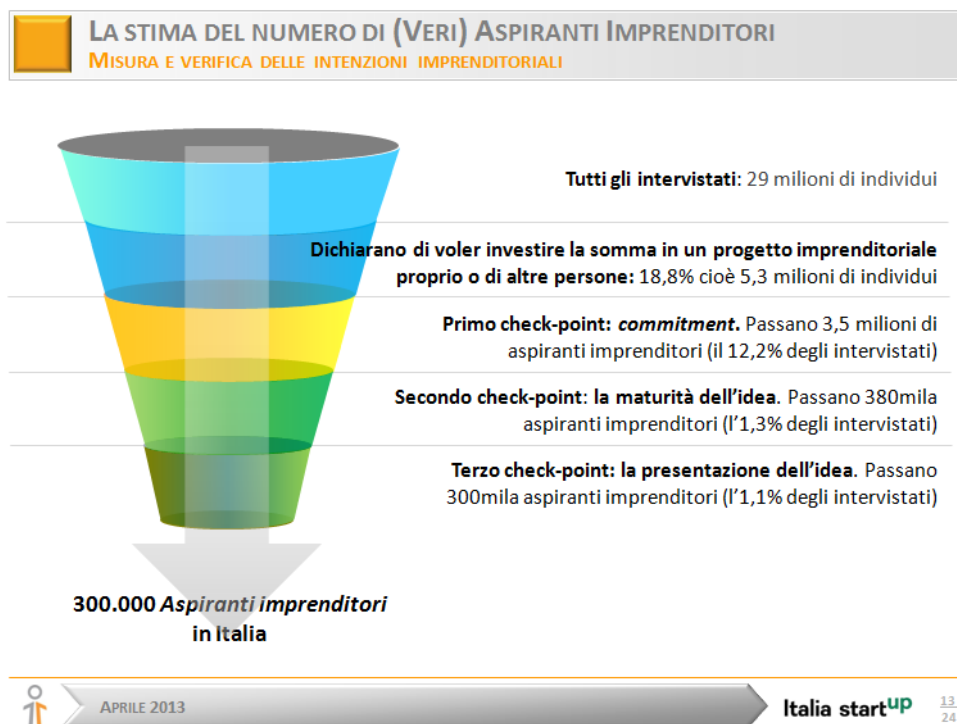 LA STIMA DEL NUMERO DI (VERI) ASPIRANTI IMPRENDITORI
MISURA E VERIFICA DELLE INTENZIONI IMPRENDITORIALI
Tutti gli intervistati: 29 milioni di individui
Dichiarano di voler investire la somma in un progetto imprenditoriale
proprio o di altre persone: 18,8% cioè 5,3 milioni di individui
Primo check-point: commitment. Passano 3,5 milioni di
aspiranti imprenditori (il 12,2% degli intervistati)
Secondo check-point: la maturità dell'idea. Passano 380mila
aspiranti imprenditori (l'1,3% degli intervistati)
Terzo check-point: la presentazione dell'idea. Passano
300mila aspiranti imprenditori (l'1,1% degli intervistati)
300.000 Aspiranti imprenditori
in Italia
APRILE 2013
Italia startup
13
24